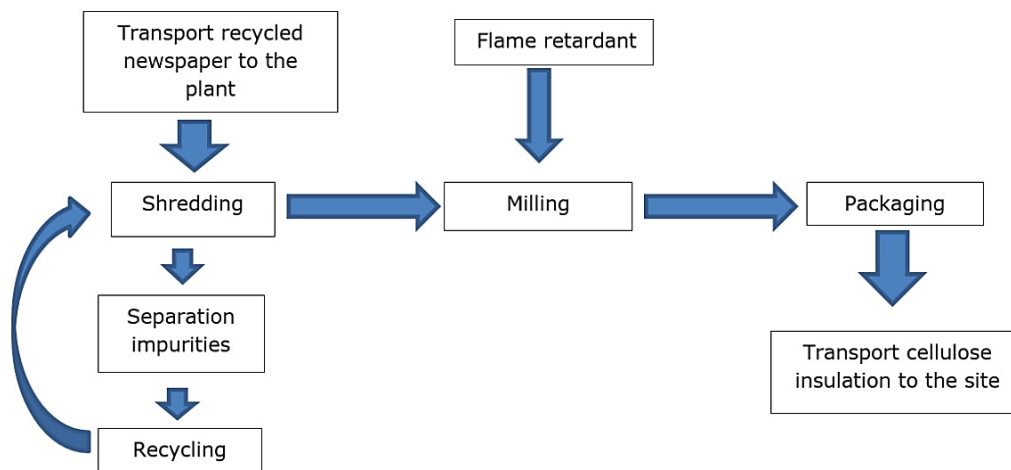 Transport recycled
newspaper to the
plant
Flame retardant
Shredding
Milling
Packaging
Separation
impurities
Transport cellulose
insulation to the site
Recycling